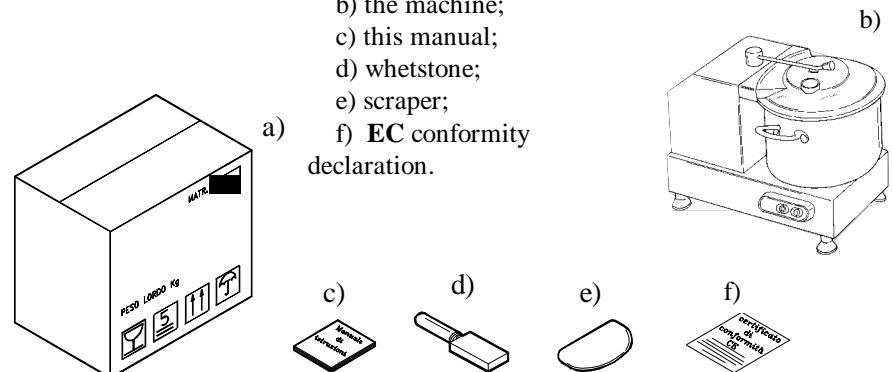 b) the machine;
b)
c) this manual;
d) whetstone;
e) scraper;
a)
f) EC conformity
declaration.
MATR.
PESO LORDO Kg
5
c)
d)
e)
f)
Manuale
di
istruzioni
certificato
di
conformità
CE